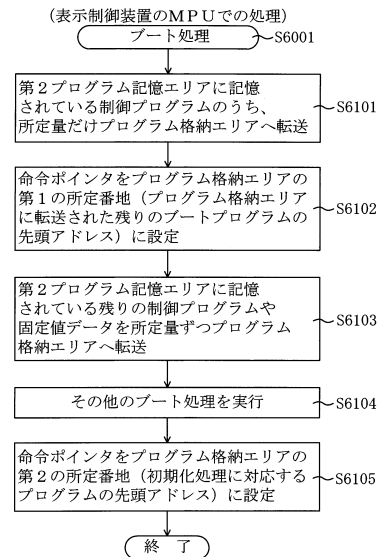 （表示制御装置のＭＰＵでの処理）
ブート処理
S6001
第２プログラム記憶エリアに記憶
されている制御プログラムのうち、
所定量だけプログラム格納エリアへ転送
S6101
命令ポインタをプログラム格納エリアの
第１の所定番地（プログラム格納エリア
に転送された残りのブートプログラムの
先頭アドレス）に設定
S6102
第２プログラム記憶エリアに記憶
されている残りの制御プログラムや
固定値データを所定量ずつプログラム
格納エリアへ転送
S6103
その他のブート処理を実行
S6104
命令ポインタをプログラム格納エリアの
第２の所定番地（初期化処理に対応する
プログラムの先頭アドレス）に設定
S6105
終　了